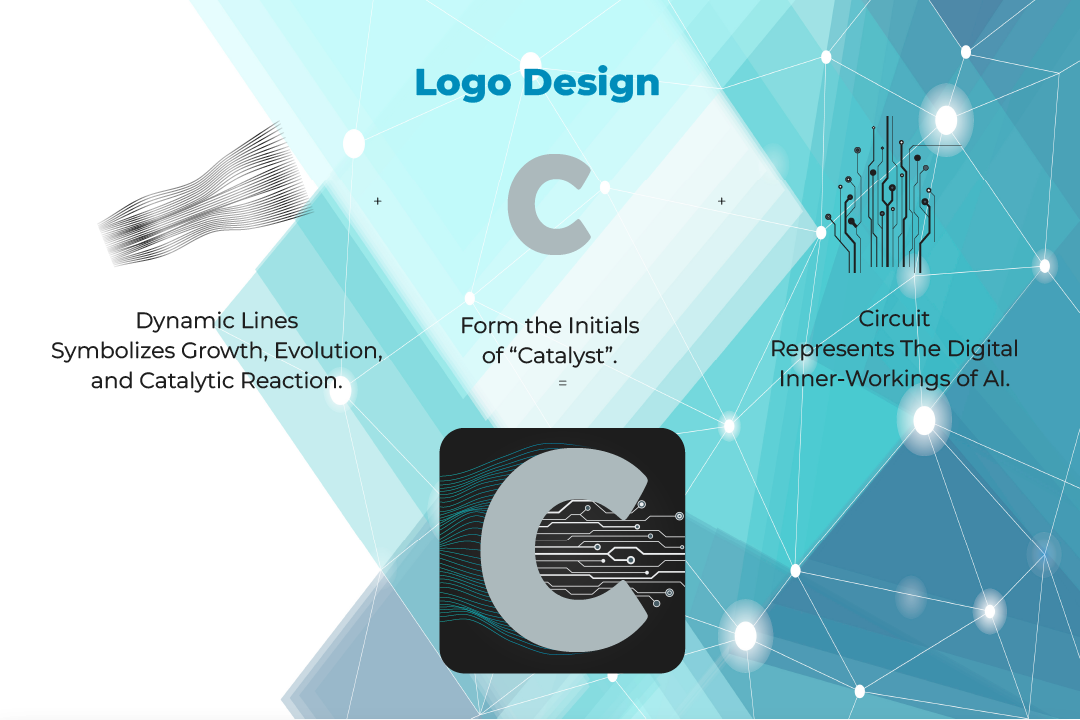 Logo Design
+
C
+
Dynamic Lines
Symbolizes Growth, Evolution,
and Catalytic Reaction.
Form the Initials
of “Catalyst”.
Circuit
Represents The Digital
Inner-Workings of AI.
=
C